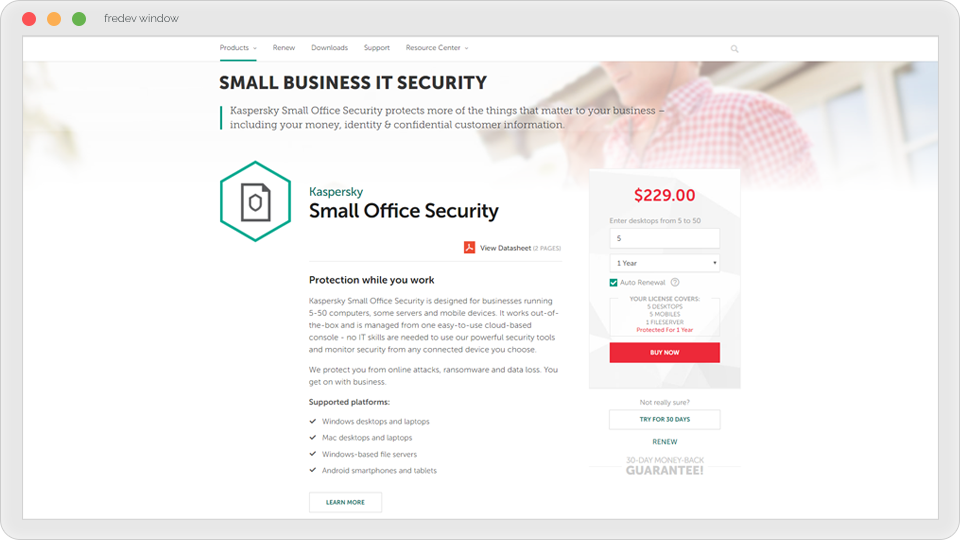 fredev window
Products
Renew
Downloads
Support
Resource Center
SMALL BUSINESS IT SECURITY
Kaspersky Small Office Security protects more of the things that matter to your business –
including your money, identity & confidential customer information.
Kaspersky
Small Office Security
View Datasheet (2 PAGES)
Protection while you work
Kaspersky Small Office Security is designed for businesses running
5-50 computers, some servers and mobile devices. It works out-of-
the-box and is managed from one easy-to-use cloud-based
console - no IT skills are needed to use our powerful security tools
and monitor security from any connected device you choose.
We protect you from online attacks, ransomware and data loss. You
get on with business.
Supported platforms:
Windows desktops and laptops
Mac desktops and laptops
Windows-based file servers
Android smartphones and tablets
LEARN MORE
$229.00
Enter desktops from 5 to 50
5
1 Year
Auto Renewal ?
YOUR LICENSE COVERS:
5 DESKTOPS
5 MOBILES
1 FILESERVER
Protected For 1 Year
BUY NOW
Not really sure?
TRY FOR 30 DAYS
RENEW
30-DAY MONEY-BACK
GUARANTEE!